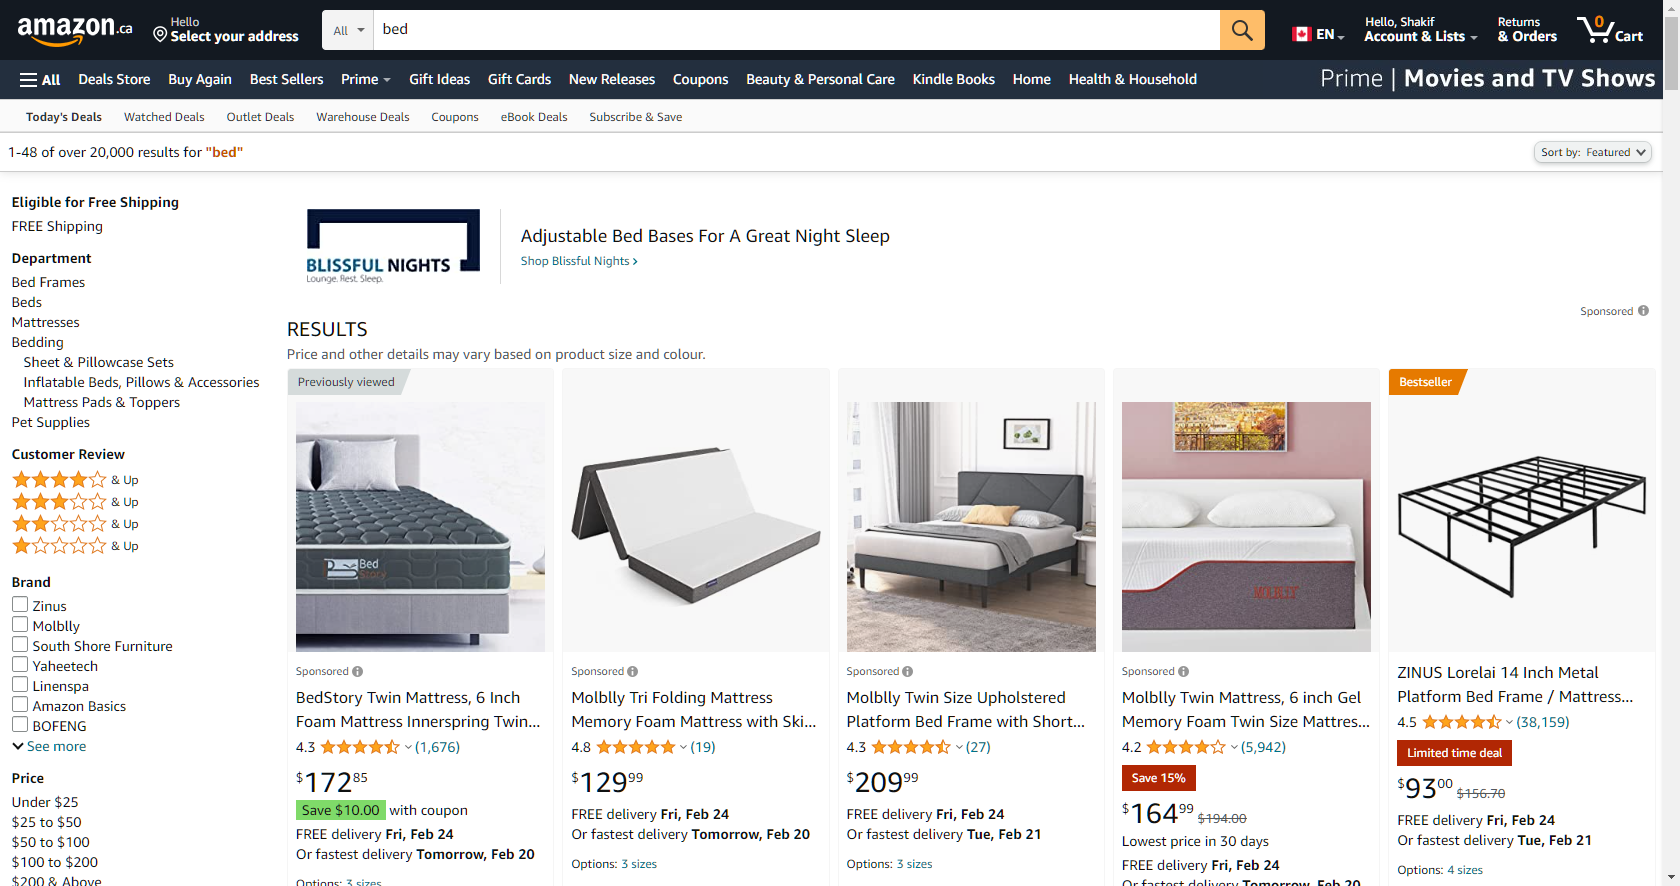 amazon.ca
Hello
Select your address
All
bed
EN
Hello, Shakif
Account & Lists
Returns
& Orders
0
Cart
All
Deals Store
Buy Again
Best Sellers
Prime
Gift Ideas
Gift Cards
New Releases
Coupons
Beauty & Personal Care
Kindle Books
Home
Health & Household
Prime | Movies and TV Shows
Today's Deals
Watched Deals
Outlet Deals
Warehouse Deals
Coupons
eBook Deals
Subscribe & Save
1-48 of over 20,000 results for "bed"
Sort by: Featured
Eligible for Free Shipping
FREE Shipping
Department
Bed Frames
Beds
Mattresses
Bedding
Sheet & Pillowcase Sets
Inflatable Beds, Pillows & Accessories
Mattress Pads & Toppers
Pet Supplies
Customer Review
& Up
& Up
& Up
& Up
Brand
Zinus
Molblly
South Shore Furniture
Yaheetech
Linenspa
Amazon Basics
BOFENG
See more
Price
Under $25
$25 to $50
$50 to $100
$100 to $200
$200 & Above
BLISSFUL NIGHTS
Lounge. Rest. Sleep.
Adjustable Bed Bases For A Great Night Sleep
Shop Blissful Nights
Sponsored
RESULTS
Price and other details may vary based on product size and colour.
Previously viewed
Bed
Story
Sponsored
BedStory Twin Mattress, 6 Inch
Foam Mattress Innerspring Twin...
4.3 (1,676)
$172.85
Save $10.00 with coupon
FREE delivery Fri, Feb 24
Or fastest delivery Tomorrow, Feb 20
Options: 3 sizes
Sponsored
Molblly Tri Folding Mattress
Memory Foam Mattress with Ski...
4.8 (19)
$129.99
FREE delivery Fri, Feb 24
Or fastest delivery Tomorrow, Feb 20
Options: 3 sizes
Sponsored
Molblly Twin Size Upholstered
Platform Bed Frame with Short...
4.3 (27)
$209.99
FREE delivery Fri, Feb 24
Or fastest delivery Tue, Feb 21
Options: 3 sizes
MOLBLLY
Sponsored
Molblly Twin Mattress, 6 inch Gel
Memory Foam Twin Size Mattres...
4.2 (5,942)
Save 15%
$164.99 $194.00
Lowest price in 30 days
FREE delivery Fri, Feb 24
Or fastest delivery Tomorrow, Feb 20
Bestseller
ZINUS Lorelai 14 Inch Metal
Platform Bed Frame / Mattress...
4.5 (38,159)
Limited time deal
$93.00 $156.70
FREE delivery Fri, Feb 24
Or fastest delivery Tue, Feb 21
Options: 4 sizes